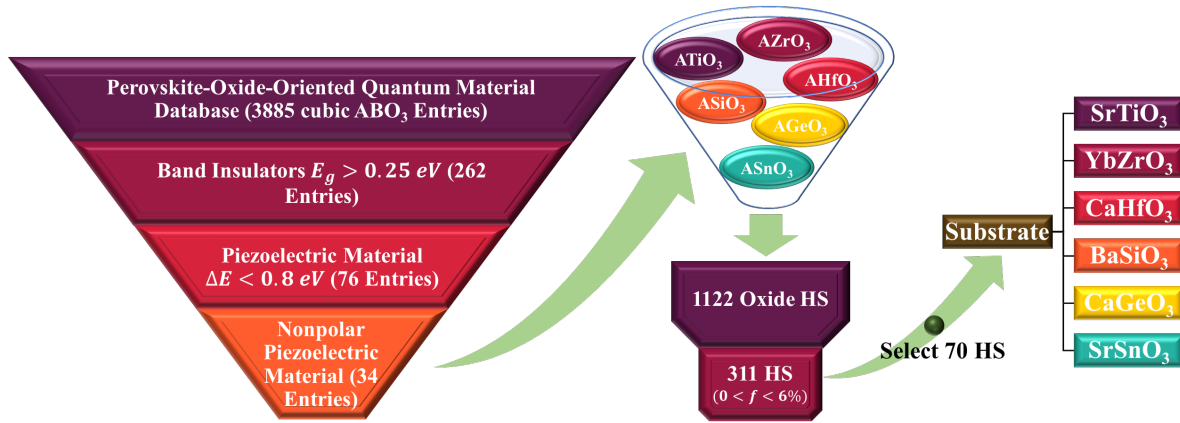 Perovskite-Oxide-Oriented Quantum Material
Database (3885 cubic ABO₃ Entries)
Band Insulators E_g > 0.25 eV (262
Entries)
Piezoelectric Material
ΔE < 0.8 eV (76 Entries)
Nonpolar
Piezoelectric
Material (34
Entries)
AZrO₃
ATiO₃
AHfO₃
ASiO₃
AGeO₃
ASnO₃
1122 Oxide HS
311 HS
(0 < f < 6%)
Select 70 HS
Substrate
SrTiO₃
YbZrO₃
CaHfO₃
BaSiO₃
CaGeO₃
SrSnO₃